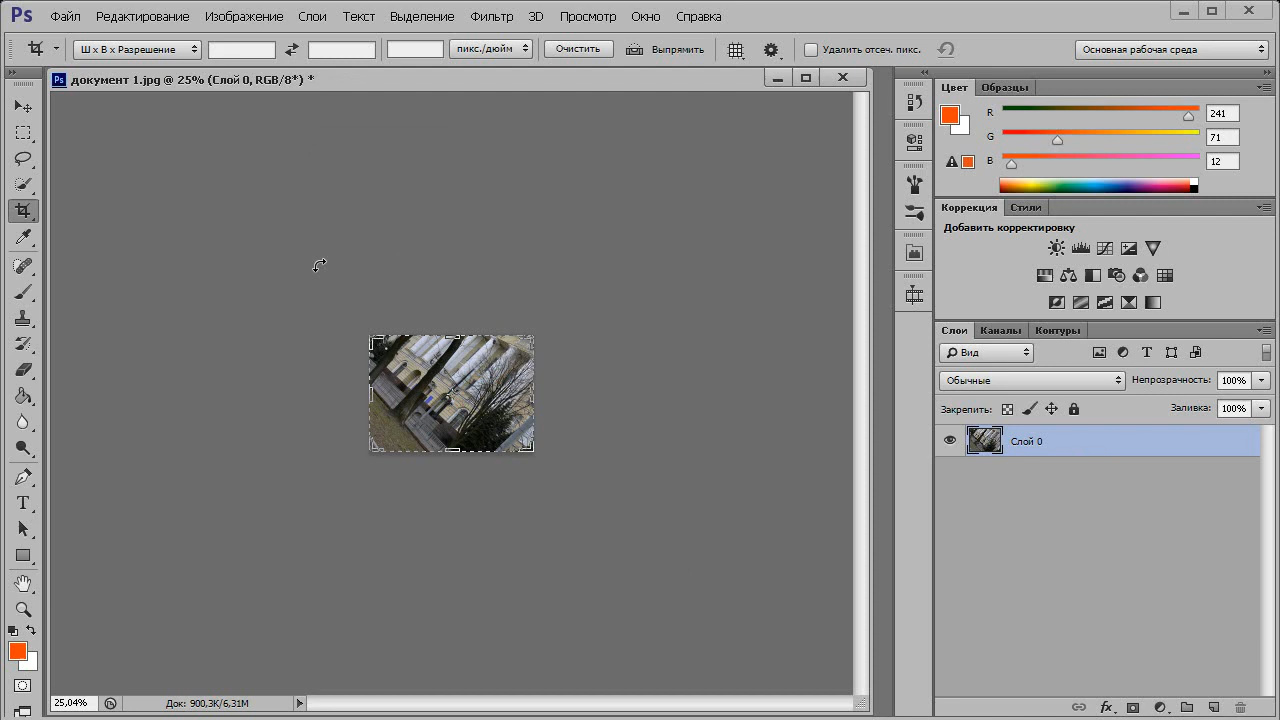 Ps Файл Редактирование Изображение Слои Текст Выделение Фильтр 3D Просмотр Окно Справка
Ш x В x Разрешение пикс./дюйм Очистить Выпрямить Удалить отсеч. пикс. Основная рабочая среда
Ps документ 1.jpg @ 25% (Слой 0, RGB/8*) *
Цвет Образцы
R 241
G 71
B 12
Коррекция Стили
Добавить корректировку
Слои Каналы Контуры
Вид T
Обычные Непрозрачность: 100%
Закрепить: Заливка: 100%
Слой 0
T
25,04% Док: 900,3K/6,31M
fx